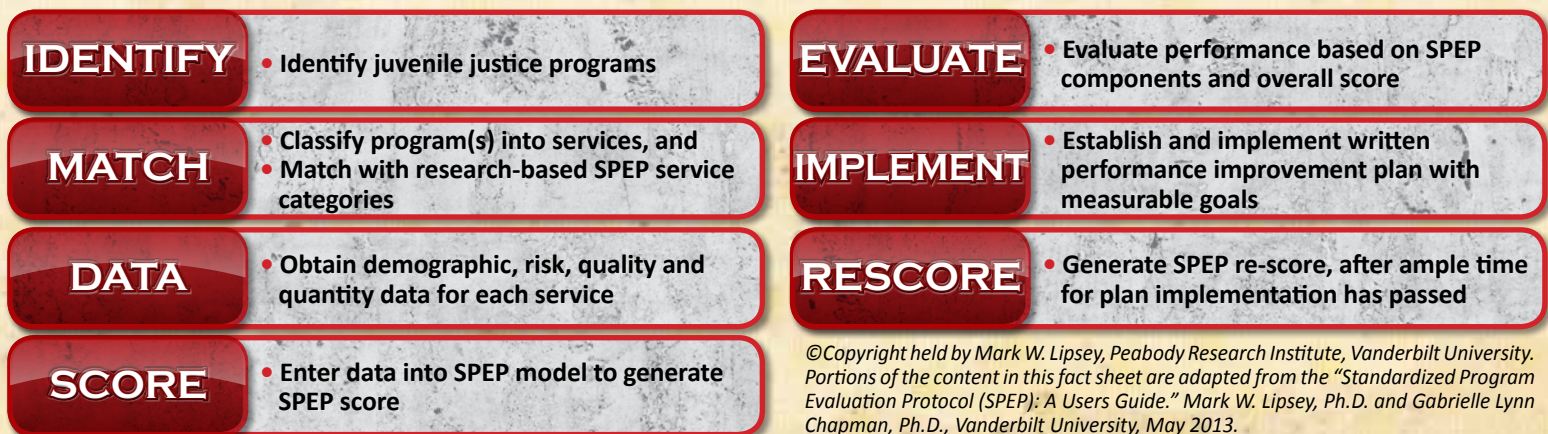 IDENTIFY
• Identify juvenile justice programs
MATCH
• Classify program(s) into services, and
• Match with research-based SPEP service
categories
DATA
• Obtain demographic, risk, quality and
quantity data for each service
SCORE
• Enter data into SPEP model to generate
SPEP score
EVALUATE
• Evaluate performance based on SPEP
components and overall score
IMPLEMENT
• Establish and implement written
performance improvement plan with
measurable goals
RESCORE
• Generate SPEP re-score, after ample time
for plan implementation has passed
©Copyright held by Mark W. Lipsey, Peabody Research Institute, Vanderbilt University.
Portions of the content in this fact sheet are adapted from the “Standardized Program
Evaluation Protocol (SPEP): A Users Guide.” Mark W. Lipsey, Ph.D. and Gabrielle Lynn
Chapman, Ph.D., Vanderbilt University, May 2013.